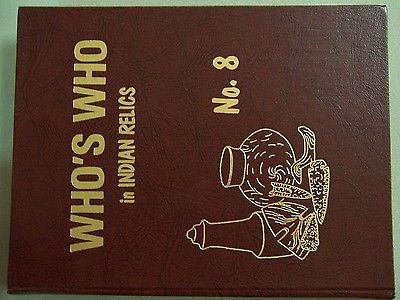 WHO'S WHO
in INDIAN RELICS
No. 8